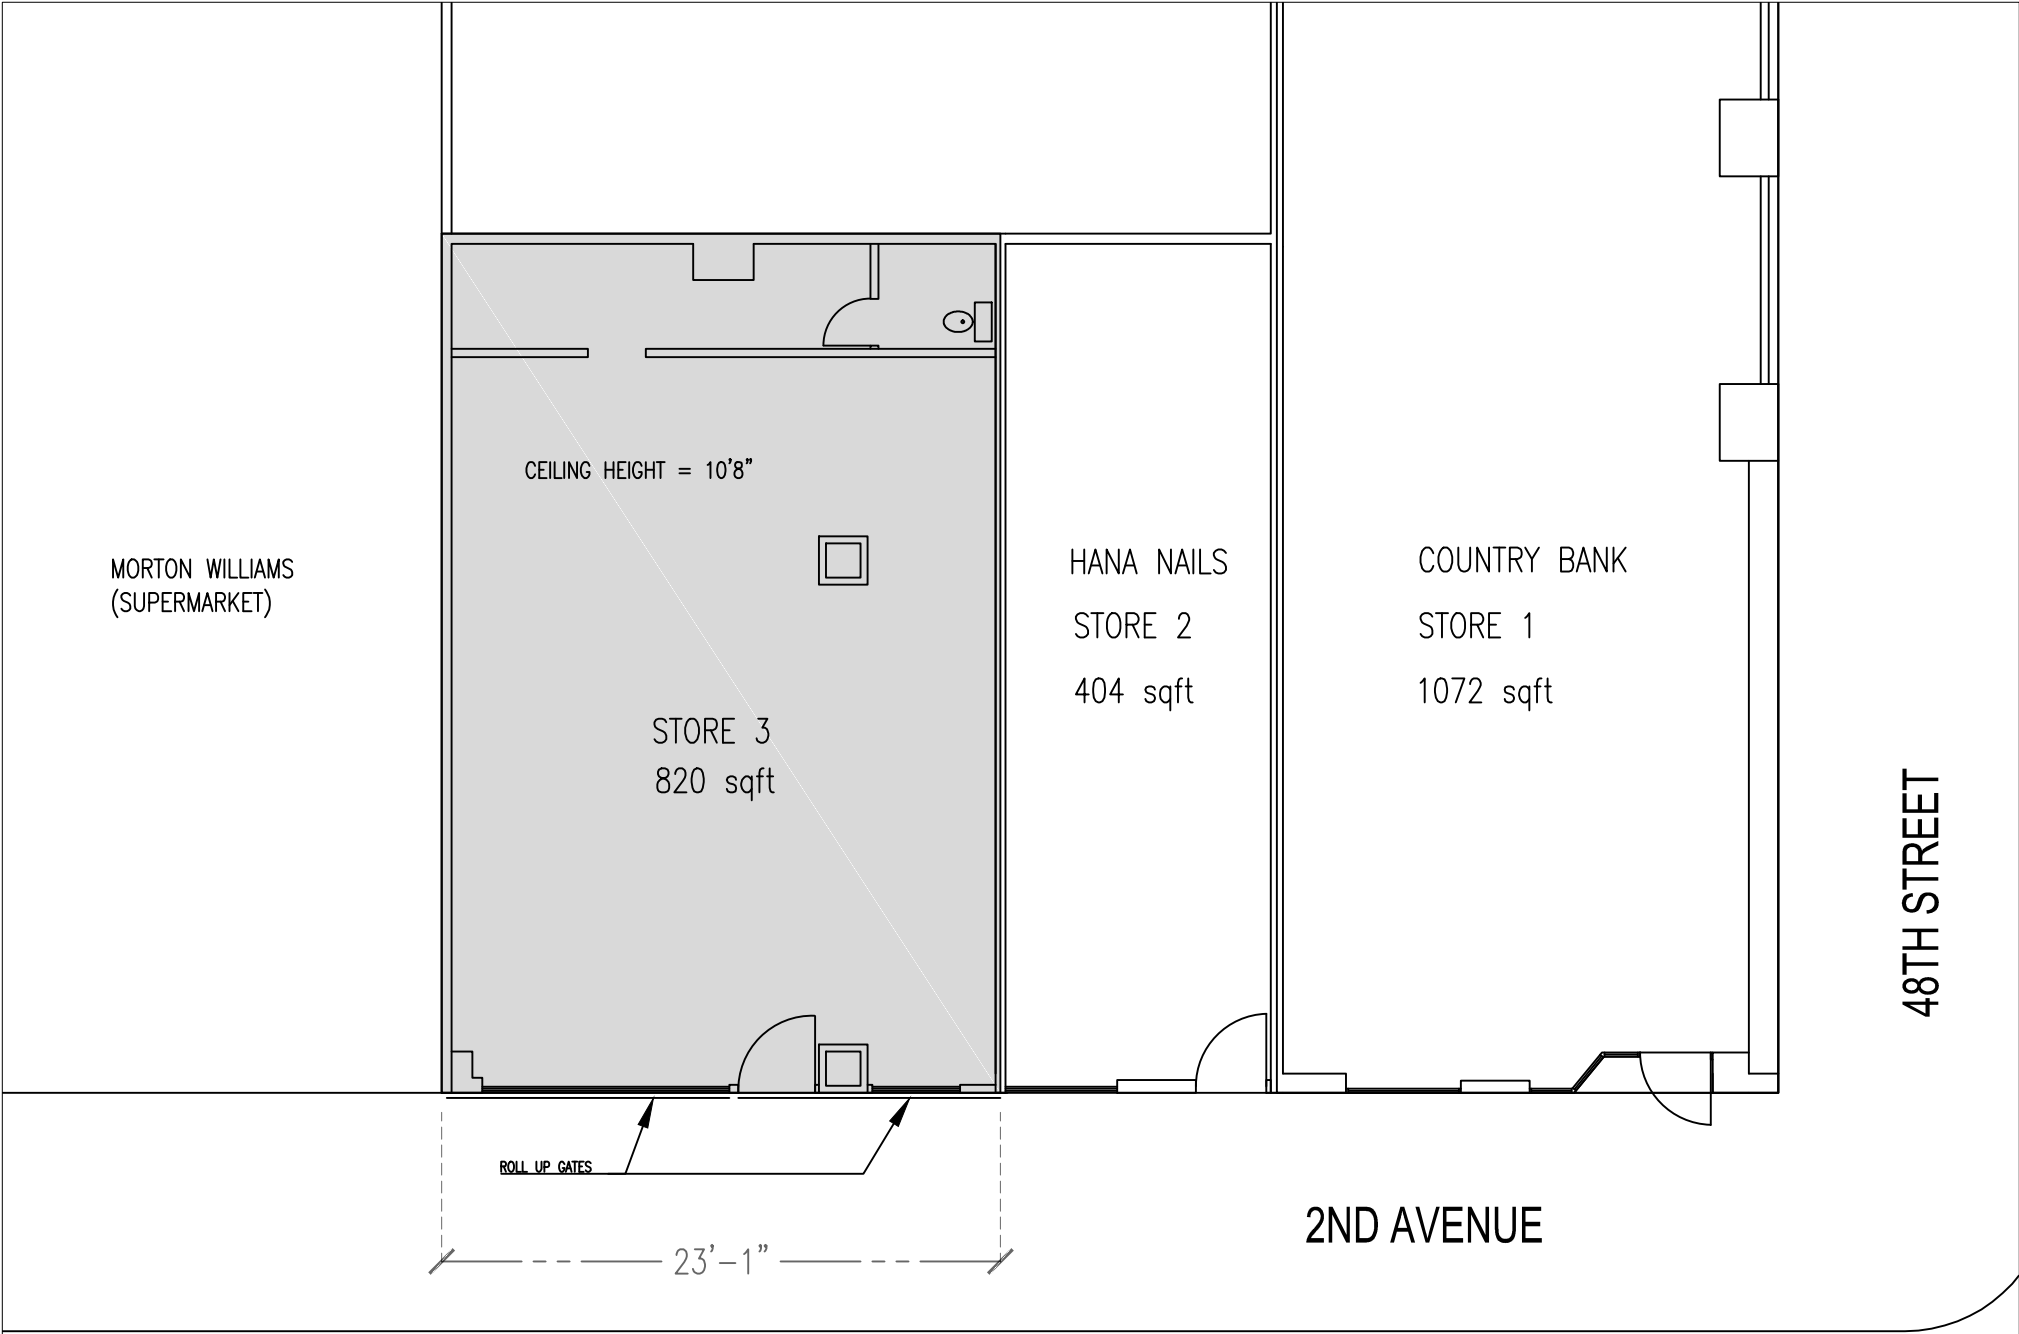 CEILING HEIGHT = 10'8"
MORTON WILLIAMS
(SUPERMARKET)
STORE 3
820 sqft
HANA NAILS
STORE 2
404 sqft
COUNTRY BANK
STORE 1
1072 sqft
48TH STREET
ROLL UP GATES
2ND AVENUE
23'-1"